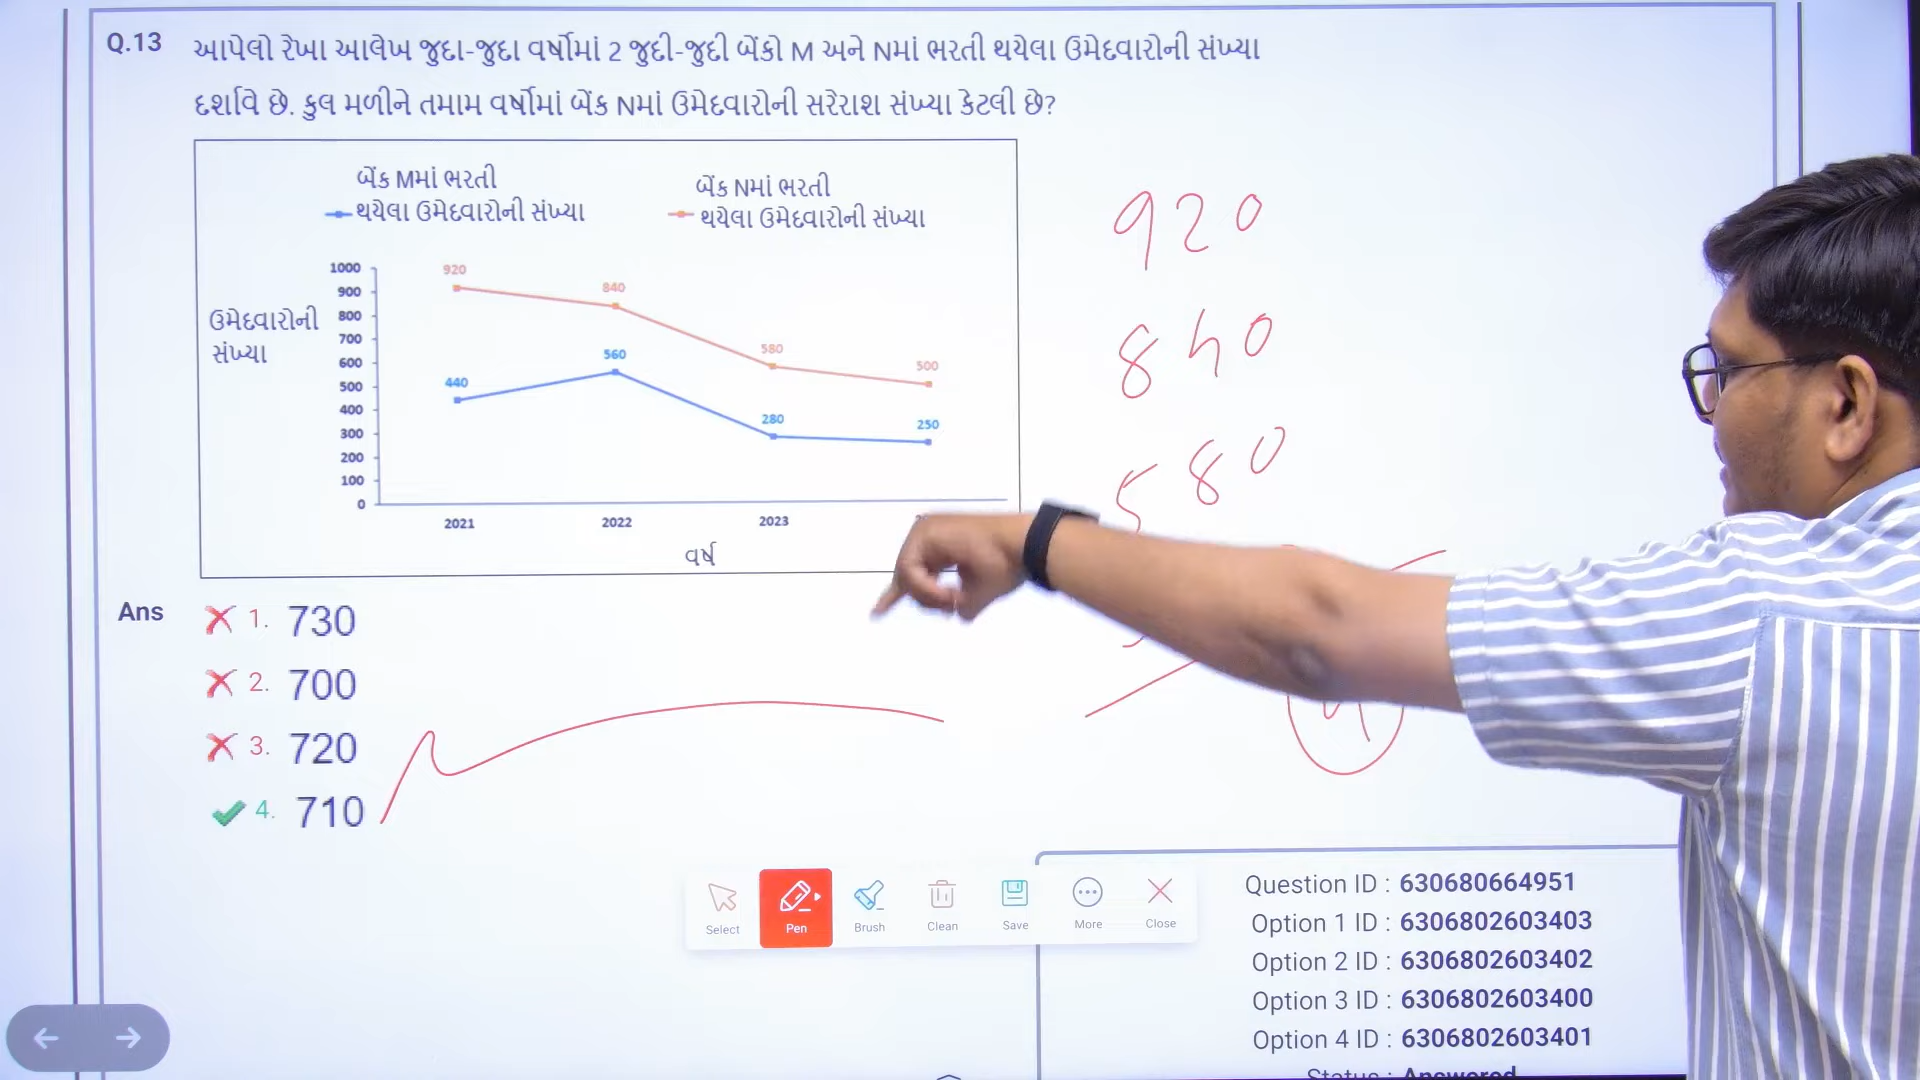 Q.13 આપેલો રેખા આલેખ જુદા-જુદા વર્ષોમાં 2 જુદી-જુદી બેંકો M અને Nમાં ભરતી થયેલા ઉમેદવારોની સંખ્યા
દર્શાવે છે. કુલ મળીને તમામ વર્ષોમાં બેંક Nમાં ઉમેદવારોની સરેરાશ સંખ્યા કેટલી છે?
બેંક Mમાં ભરતી
થયેલા ઉમેદવારોની સંખ્યા
બેંક Nમાં ભરતી
થયેલા ઉમેદવારોની સંખ્યા
ઉમેદવારોની
સંખ્યા
1000
900
800
700
600
500
400
300
200
100
0
920
840
580
500
440
560
280
250
2021
2022
2023
વર્ષ
920
840
580
4
Ans
1. 730
2. 700
3. 720
4. 710
Select
Pen
Brush
Clean
Save
More
Close
Question ID : 630680664951
Option 1 ID : 6306802603403
Option 2 ID : 6306802603402
Option 3 ID : 6306802603400
Option 4 ID : 6306802603401
Status : Answered